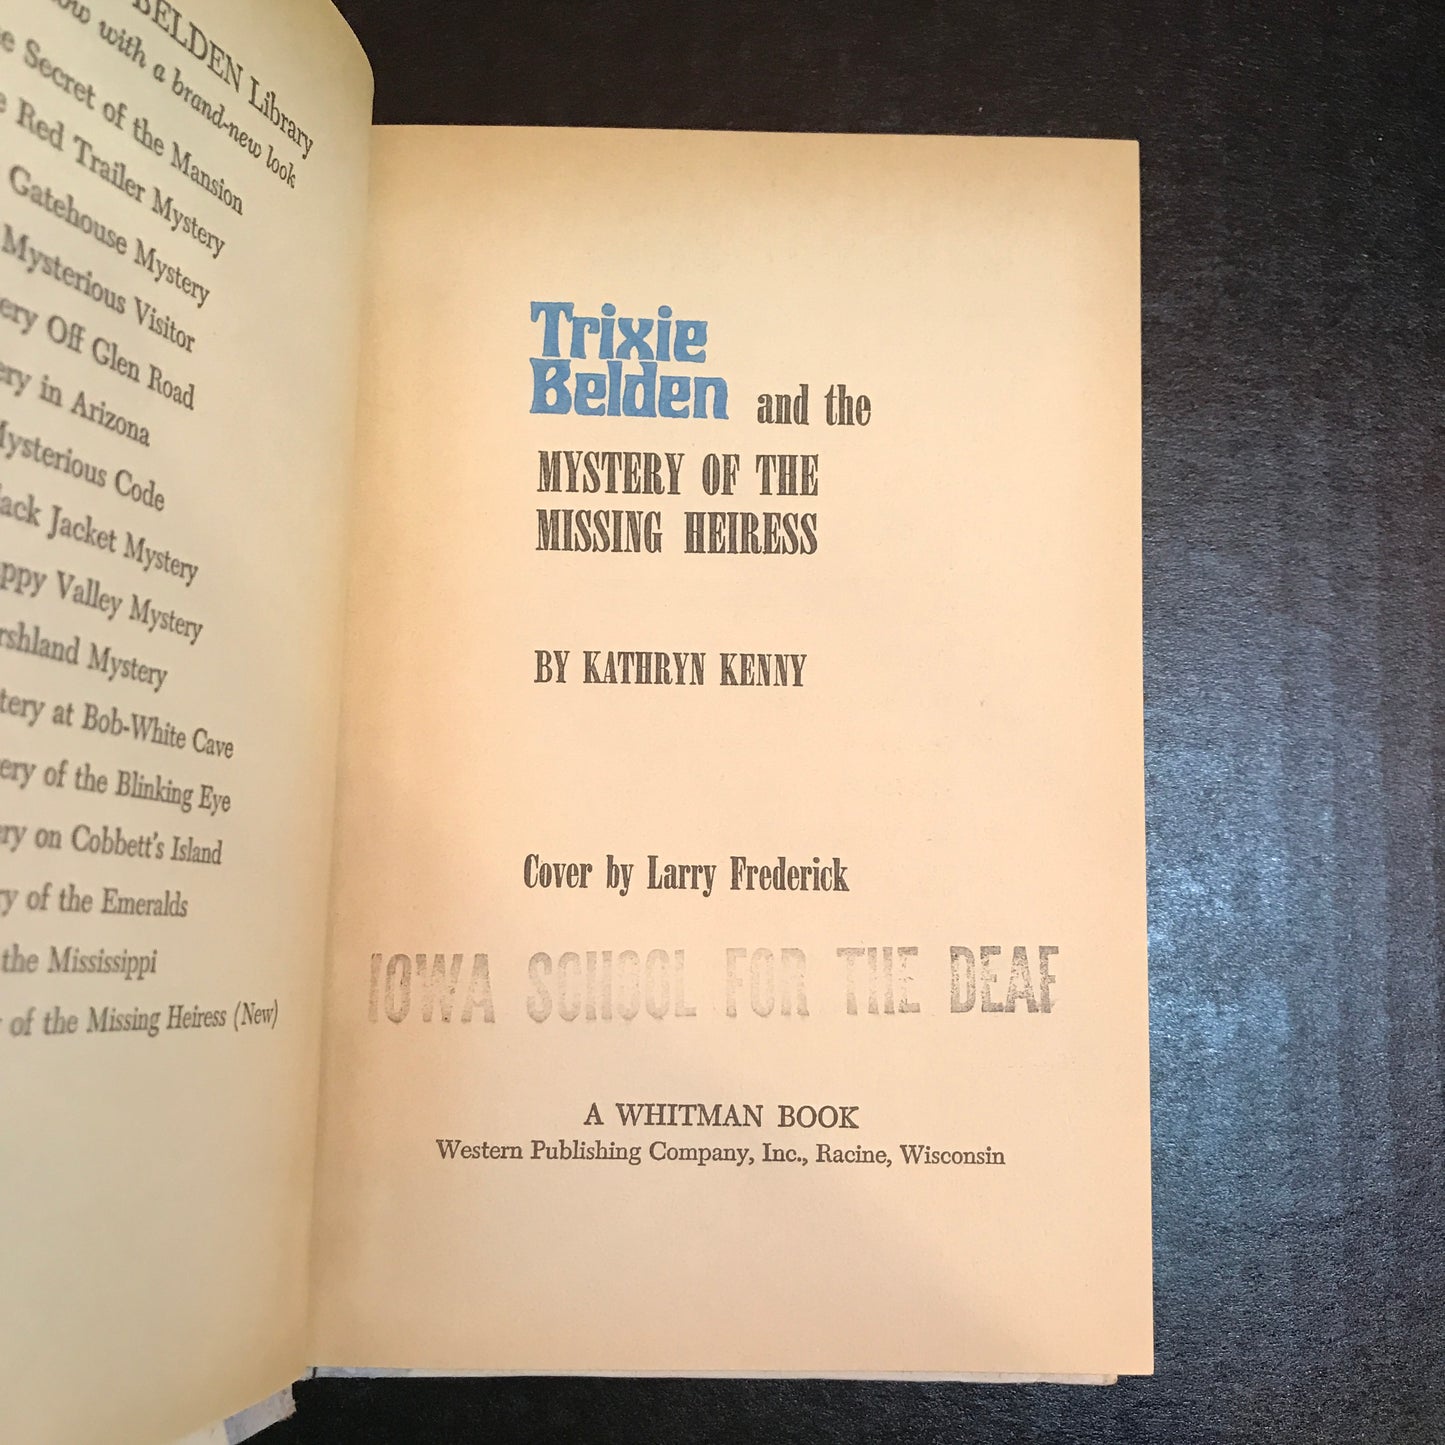 BELDEN Library
now with a brand-new look
Secret of the Mansion
Red Trailer Mystery
Gatehouse Mystery
Mysterious Visitor
Off Glen Road
in Arizona
Mysterious Code
Jacket Mystery
Valley Mystery
Mystery
at Bob-White Cave
of the Blinking Eye
on Cobbett's Island
of the Emeralds
the Mississippi
of the Missing Heiress (New)
Trixie
Belden and the
MYSTERY OF THE
MISSING HEIRESS
BY KATHRYN KENNY
Cover by Larry Frederick
IOWA SCHOOL FOR THE DEAF
A WHITMAN BOOK
Western Publishing Company, Inc., Racine, Wisconsin